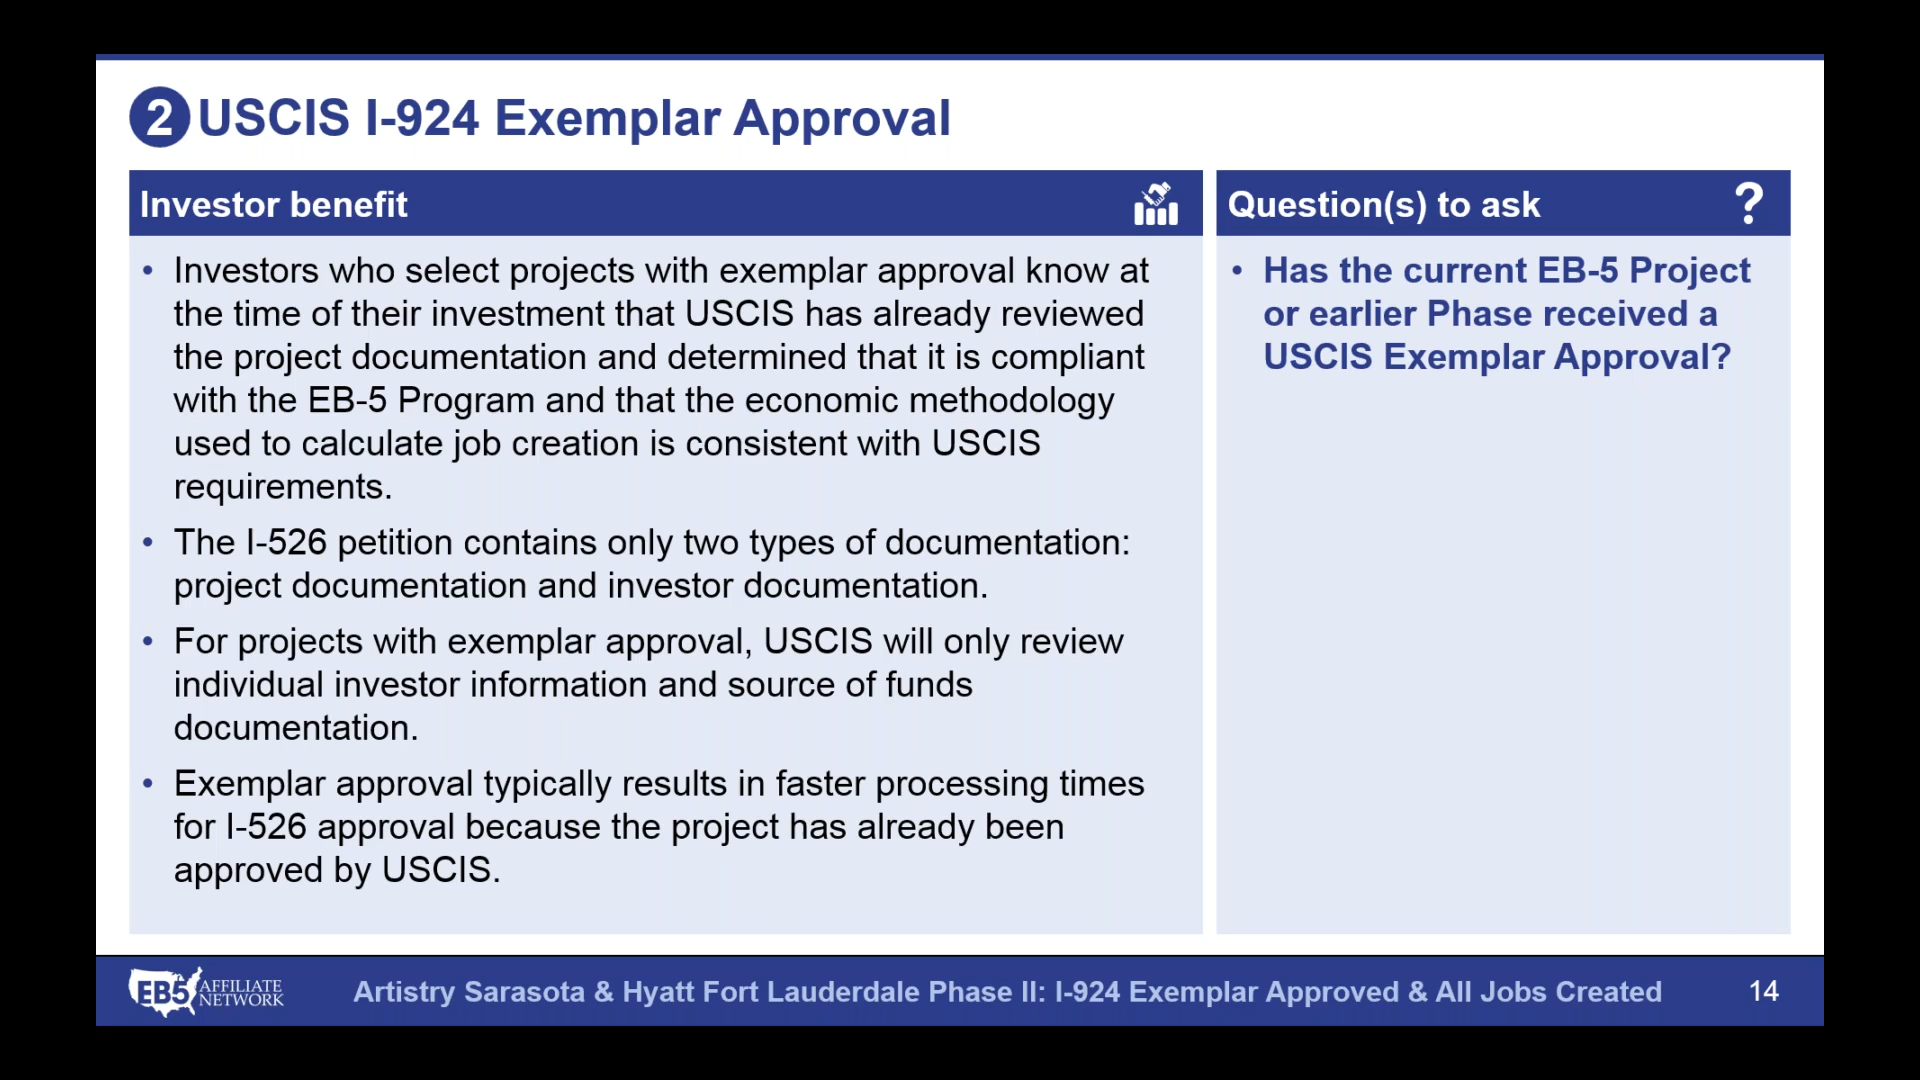 2 USCIS I-924 Exemplar Approval
Investor benefit
• Investors who select projects with exemplar approval know at
the time of their investment that USCIS has already reviewed
the project documentation and determined that it is compliant
with the EB-5 Program and that the economic methodology
used to calculate job creation is consistent with USCIS
requirements.
• The I-526 petition contains only two types of documentation:
project documentation and investor documentation.
• For projects with exemplar approval, USCIS will only review
individual investor information and source of funds
documentation.
• Exemplar approval typically results in faster processing times
for I-526 approval because the project has already been
approved by USCIS.
Question(s) to ask ?
• Has the current EB-5 Project
or earlier Phase received a
USCIS Exemplar Approval?
EB5 AFFILIATE
NETWORK
Artistry Sarasota & Hyatt Fort Lauderdale Phase II: I-924 Exemplar Approved & All Jobs Created
14